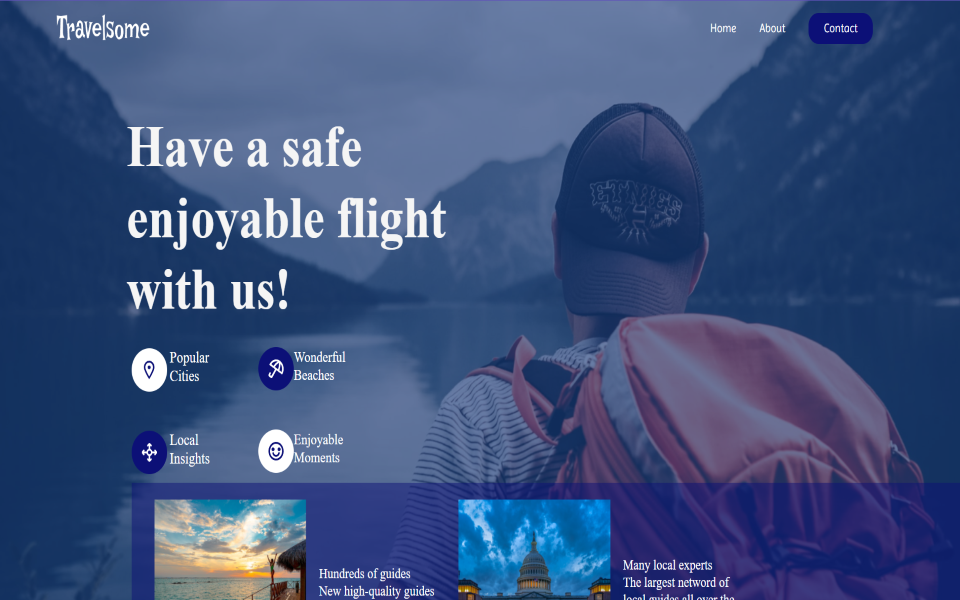 Travelsome
Home
About
Contact
Have a safe
enjoyable flight
with us!
Popular
Cities
Wonderful
Beaches
Local
Insights
Enjoyable
Moments
ETNIES
Hundreds of guides
New high-quality guides
Many local experts
The largest netword of
local guides all over the